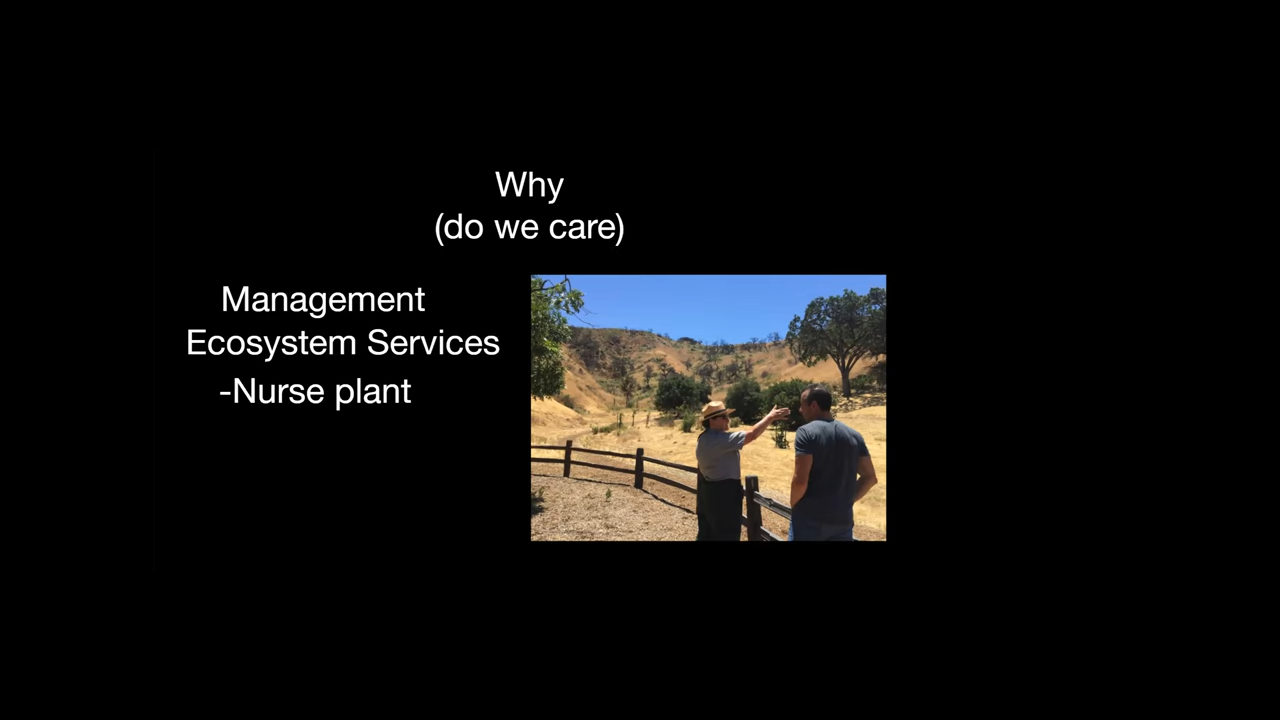 Why
(do we care)
Management
Ecosystem Services
-Nurse plant